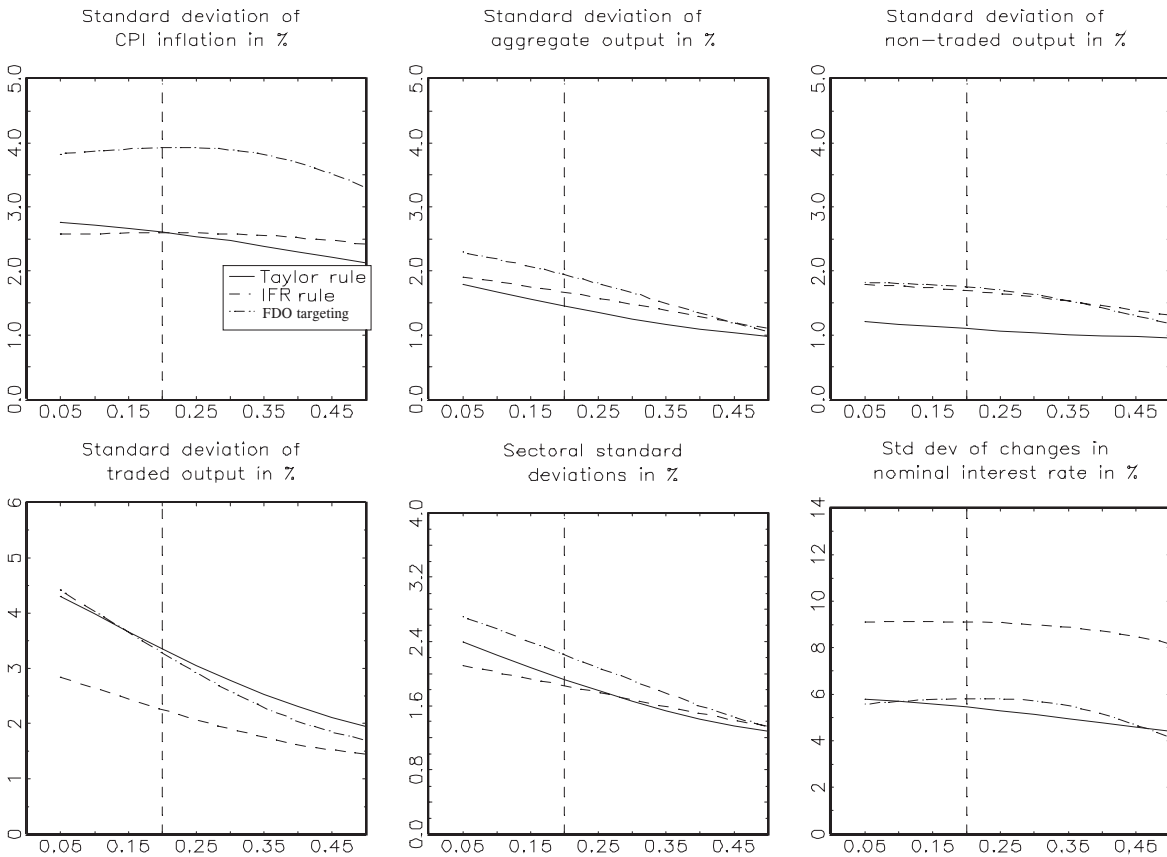 Standard deviation of
CPI inflation in %
Standard deviation of
aggregate output in %
Standard deviation of
non-traded output in %
5.0
4.0
3.0
2.0
1.0
0.0
Taylor rule
IFR rule
FDO targeting
0.05 0.15 0.25 0.35 0.45
5.0
4.0
3.0
2.0
1.0
0.0
0.05 0.15 0.25 0.35 0.45
5.0
4.0
3.0
2.0
1.0
0.0
0.05 0.15 0.25 0.35 0.45
Standard deviation of
traded output in %
Sectoral standard
deviations in %
Std dev of changes in
nominal interest rate in %
6
5
4
3
2
1
0
0.05 0.15 0.25 0.35 0.45
4.0
3.2
2.4
1.6
0.8
0.0
0.05 0.15 0.25 0.35 0.45
14
12
10
8
6
4
2
0
0.05 0.15 0.25 0.35 0.45